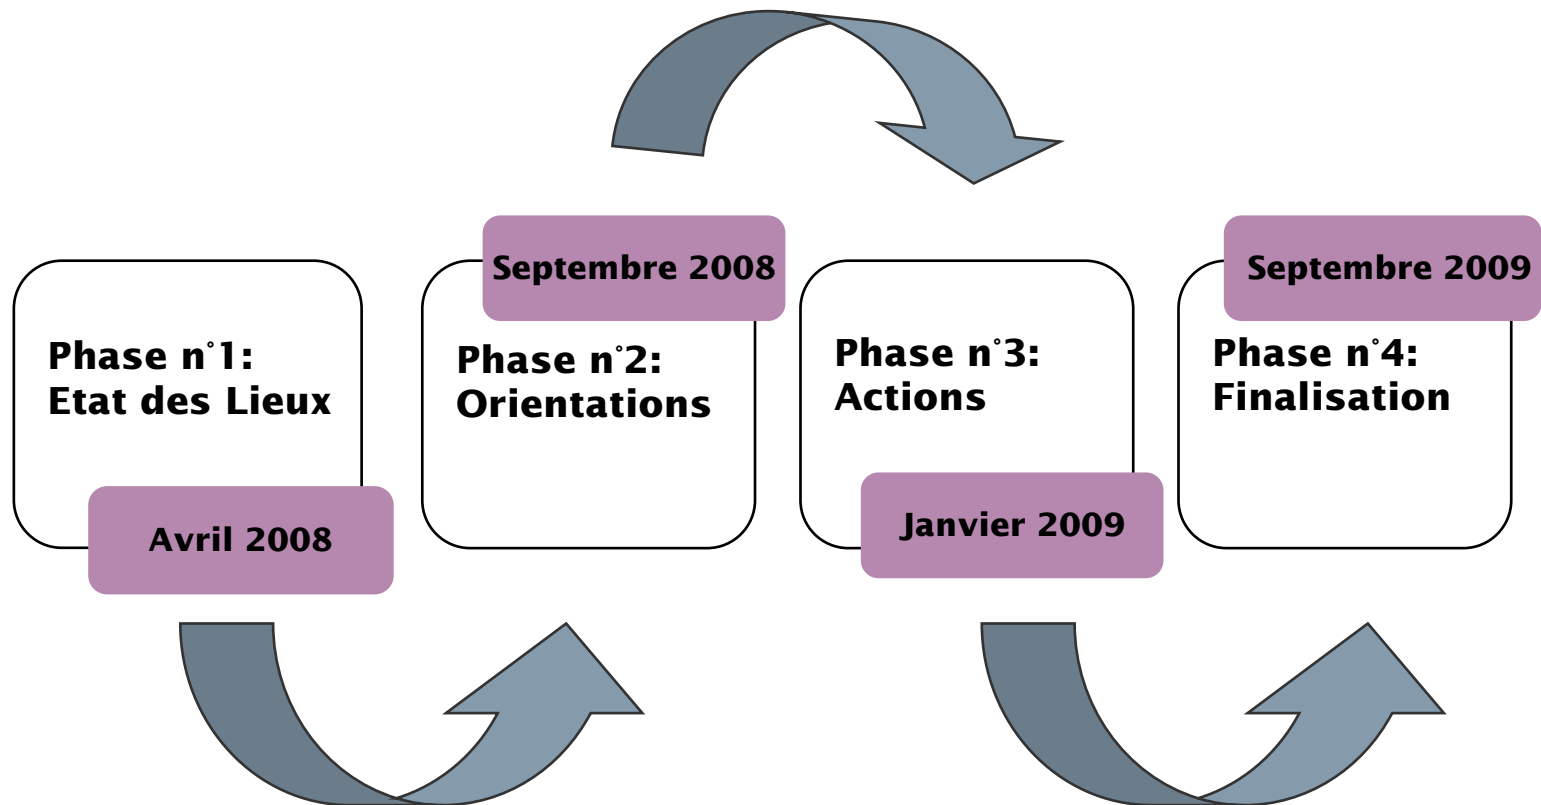 Phase n°1:
Etat des Lieux
Avril 2008
Septembre 2008
Phase n°2:
Orientations
Phase n°3:
Actions
Janvier 2009
Septembre 2009
Phase n°4:
Finalisation